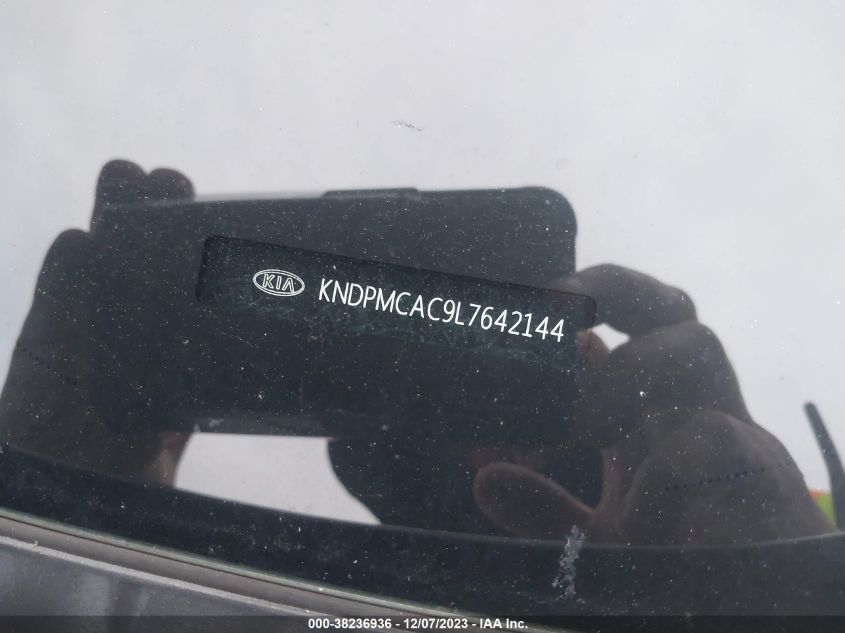 KIA KNDPMCAC9L7642144
000-38236936 - 12/07/2023 - IAA Inc.